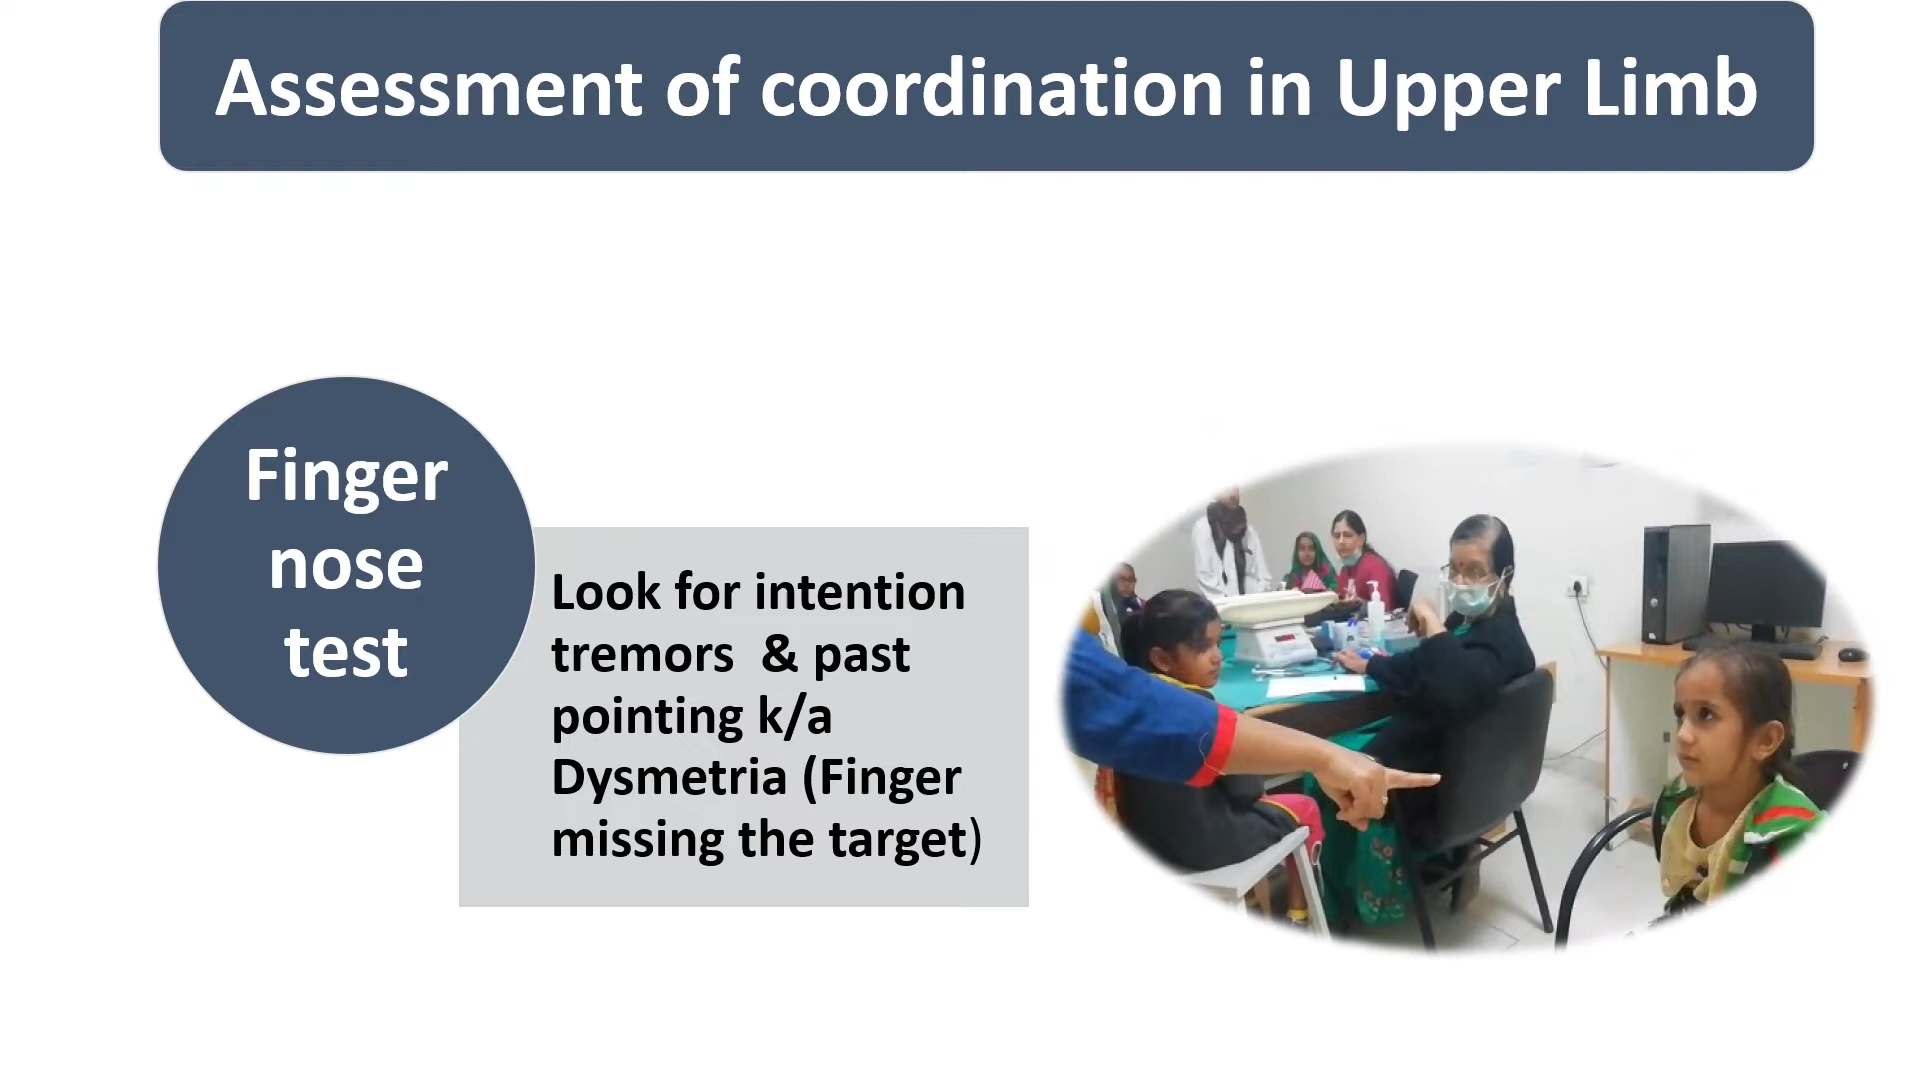 Assessment of coordination in Upper Limb
Finger
nose
test
Look for intention
tremors  & past
pointing k/a
Dysmetria (Finger
missing the target)